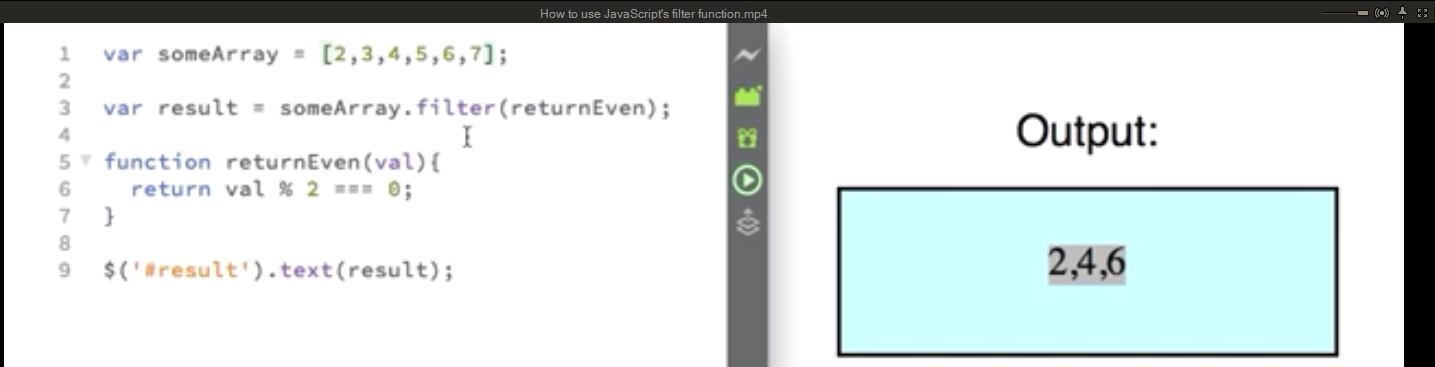 How to use JavaScript's filter function.mp4
1 var someArray = [2,3,4,5,6,7];
2
3 var result = someArray.filter(returnEven);
4
5 function returnEven(val){
6   return val % 2 === 0;
7 }
8
9 $('#result').text(result);
Output:
2,4,6